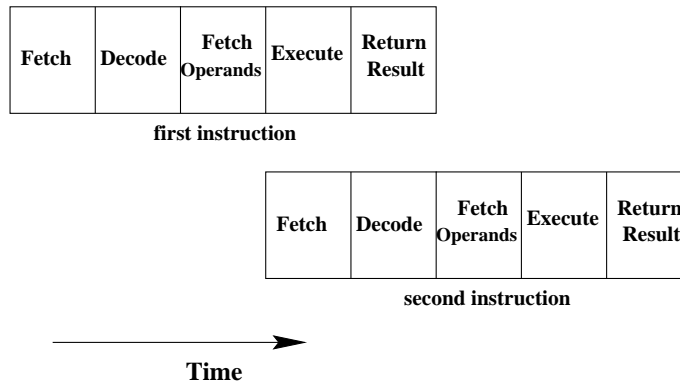 Fetch
Decode
Fetch
Operands
Execute
Return
Result
first instruction
Fetch
Decode
Fetch
Operands
Execute
Return
Result
second instruction
Time